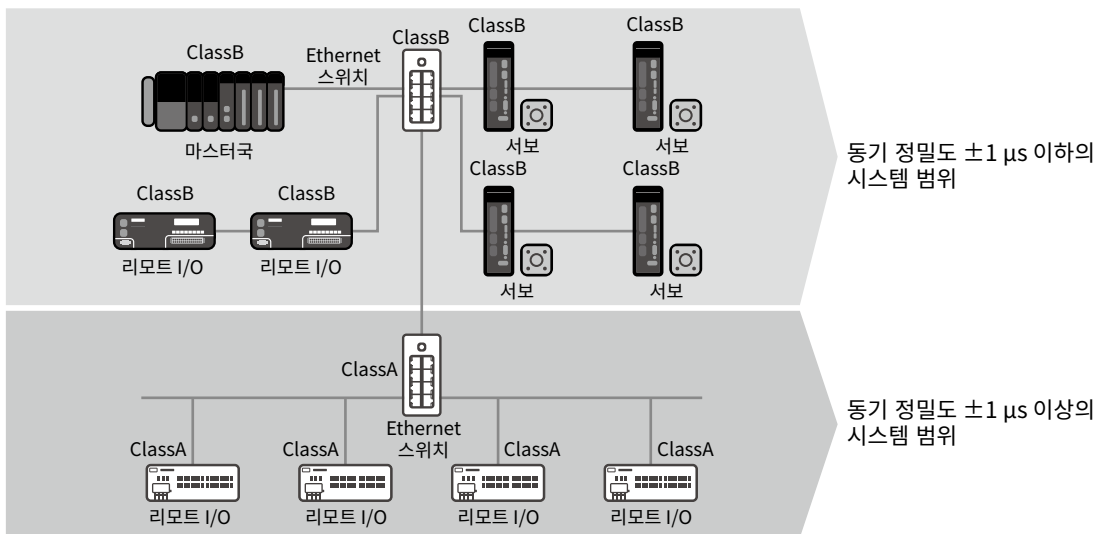 ClassB
마스터국
Ethernet
스위치
ClassB
ClassB
서보
ClassB
서보
ClassB
리모트 I/O
ClassB
리모트 I/O
ClassB
서보
ClassB
서보
동기 정밀도 ±1 µs 이하의
시스템 범위
ClassA
Ethernet
스위치
ClassA
리모트 I/O
ClassA
리모트 I/O
ClassA
리모트 I/O
ClassA
리모트 I/O
동기 정밀도 ±1 µs 이상의
시스템 범위